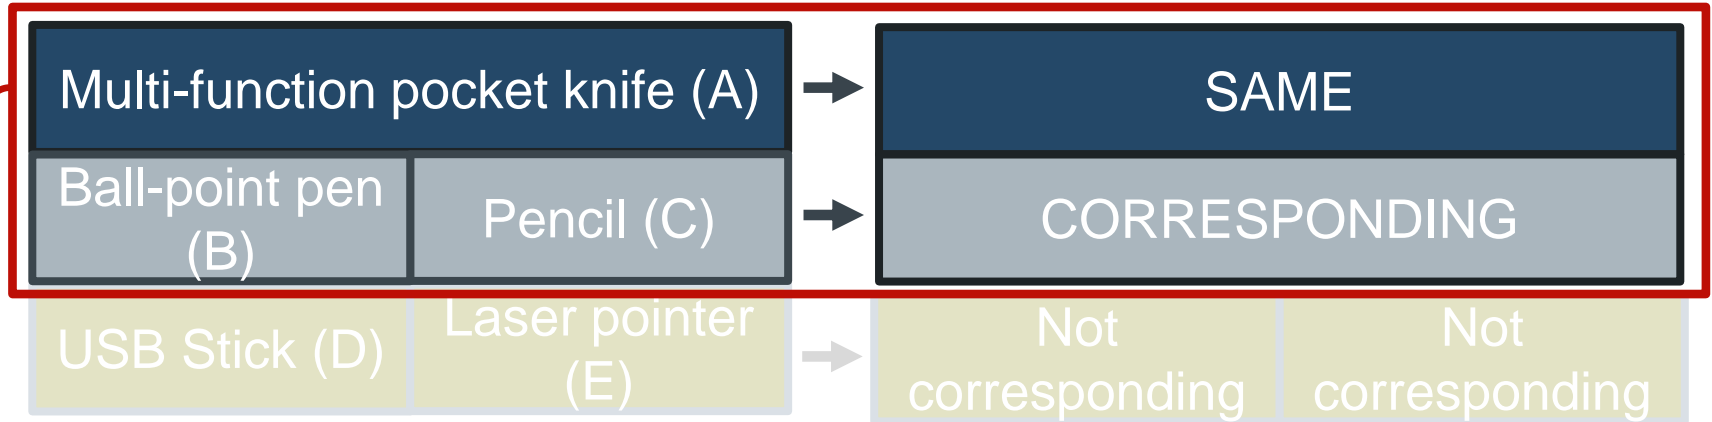 Multi-function pocket knife (A)
SAME
Ball-point pen
(B)
Pencil (C)
CORRESPONDING
USB Stick (D)
Laser pointer
(E)
Not
corresponding
Not
corresponding